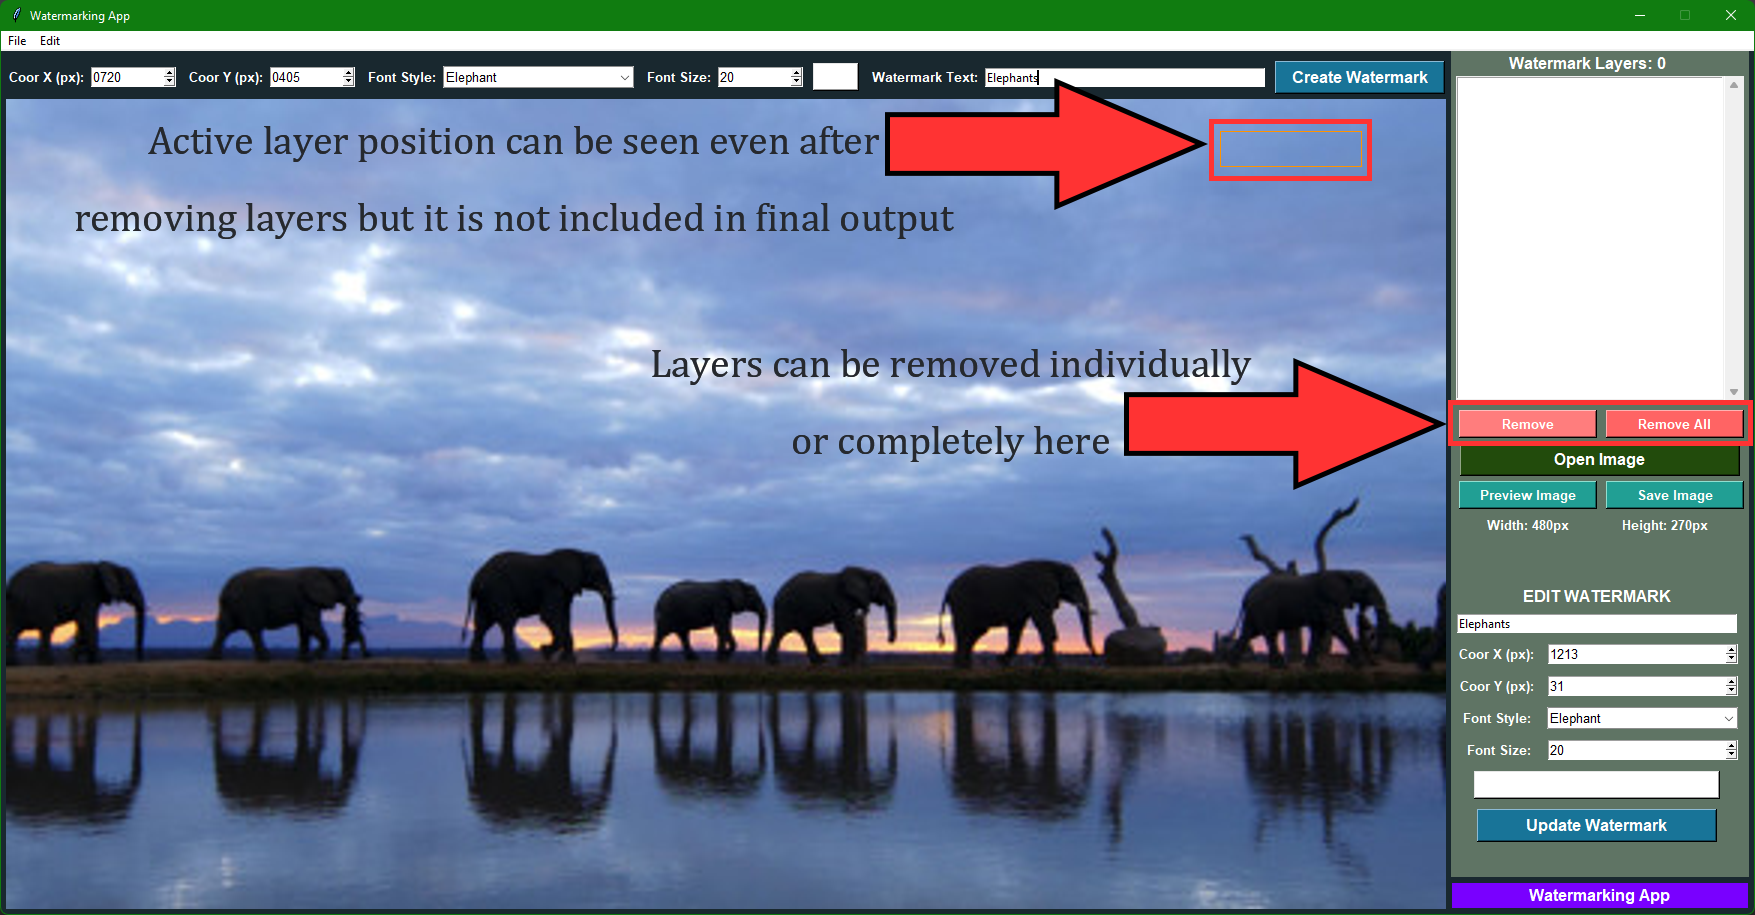 Watermarking App
File Edit
Coor X (px): 0720 Coor Y (px): 0405 Font Style: Elephant Font Size: 20 Watermark Text: Elephants Create Watermark
Watermark Layers: 0
Active layer position can be seen even after
removing layers but it is not included in final output
Layers can be removed individually
or completely here
Remove Remove All
Open Image
Preview Image Save Image
Width: 480px Height: 270px
EDIT WATERMARK
Elephants
Coor X (px): 1213
Coor Y (px): 31
Font Style: Elephant
Font Size: 20
Update Watermark
Watermarking App